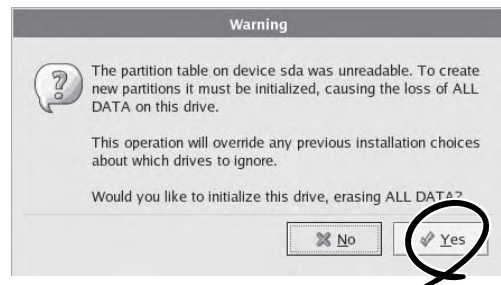 Warning
The partition table on device sda was unreadable. To create
new partitions it must be initialized, causing the loss of ALL
DATA on this drive.
This operation will override any previous installation choices
about which drives to ignore.
Would you like to initialize this drive, erasing ALL DATA?
No
Yes